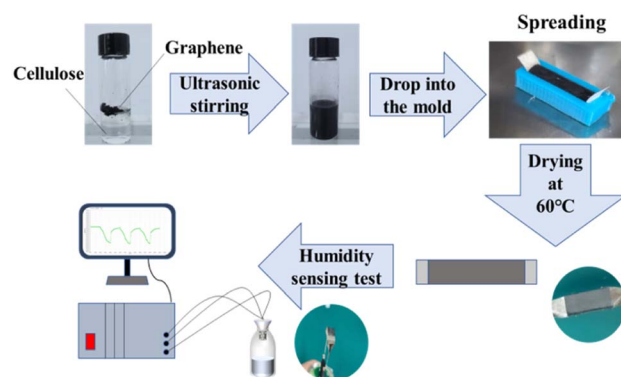 Spreading
Graphene
Cellulose
Ultrasonic
stirring
Drop into
the mold
Drying
at
60℃
Humidity
sensing test